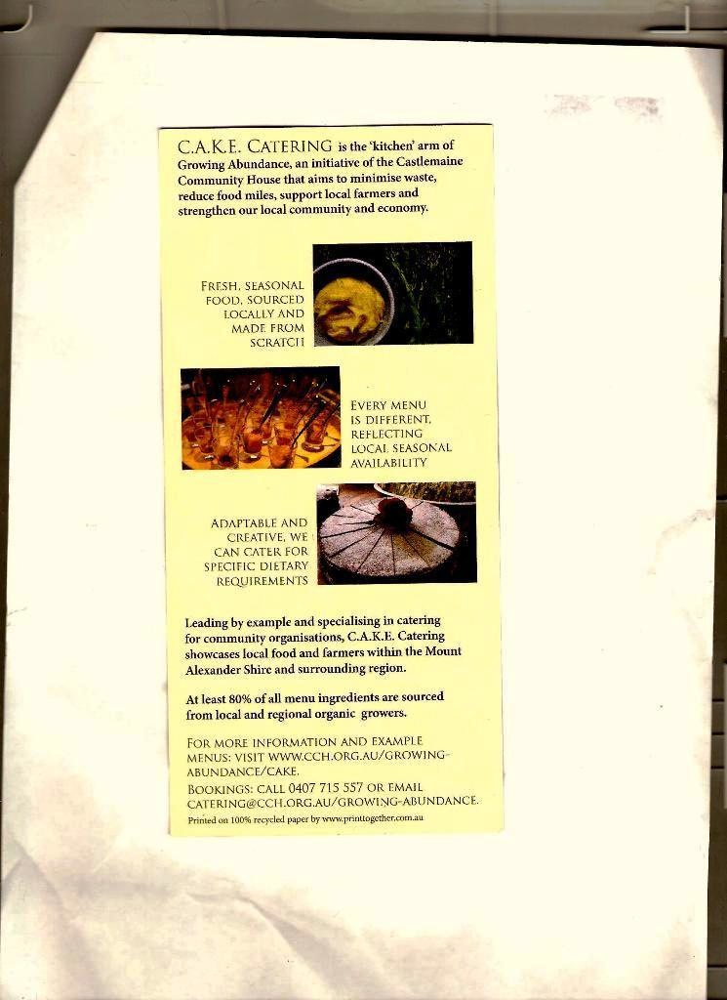 C.A.K.E. CATERING is the 'kitchen' arm of
Growing Abundance, an initiative of the Castlemaine
Community House that aims to minimise waste,
reduce food miles, support local farmers and
strengthen our local community and economy.
FRESH, SEASONAL
FOOD, SOURCED
LOCALLY AND
MADE FROM
SCRATCH
EVERY MENU
IS DIFFERENT,
REFLECTING
LOCAL SEASONAL
AVAILABILITY
ADAPTABLE AND
CREATIVE, WE
CAN CATER FOR
SPECIFIC DIETARY
REQUIREMENTS
Leading by example and specialising in catering
for community organisations, C.A.K.E. Catering
showcases local food and farmers within the Mount
Alexander Shire and surrounding region.
At least 80% of all menu ingredients are sourced
from local and regional organic growers.
FOR MORE INFORMATION AND EXAMPLE
MENUS: VISIT WWW.CCH.ORG.AU/GROWING-
ABUNDANCE/CAKE.
BOOKINGS: CALL 0407 715 557 OR EMAIL
CATERING@CCH.ORG.AU/GROWING-ABUNDANCE.
Printed on 100% recycled paper by www.printtogether.com.au